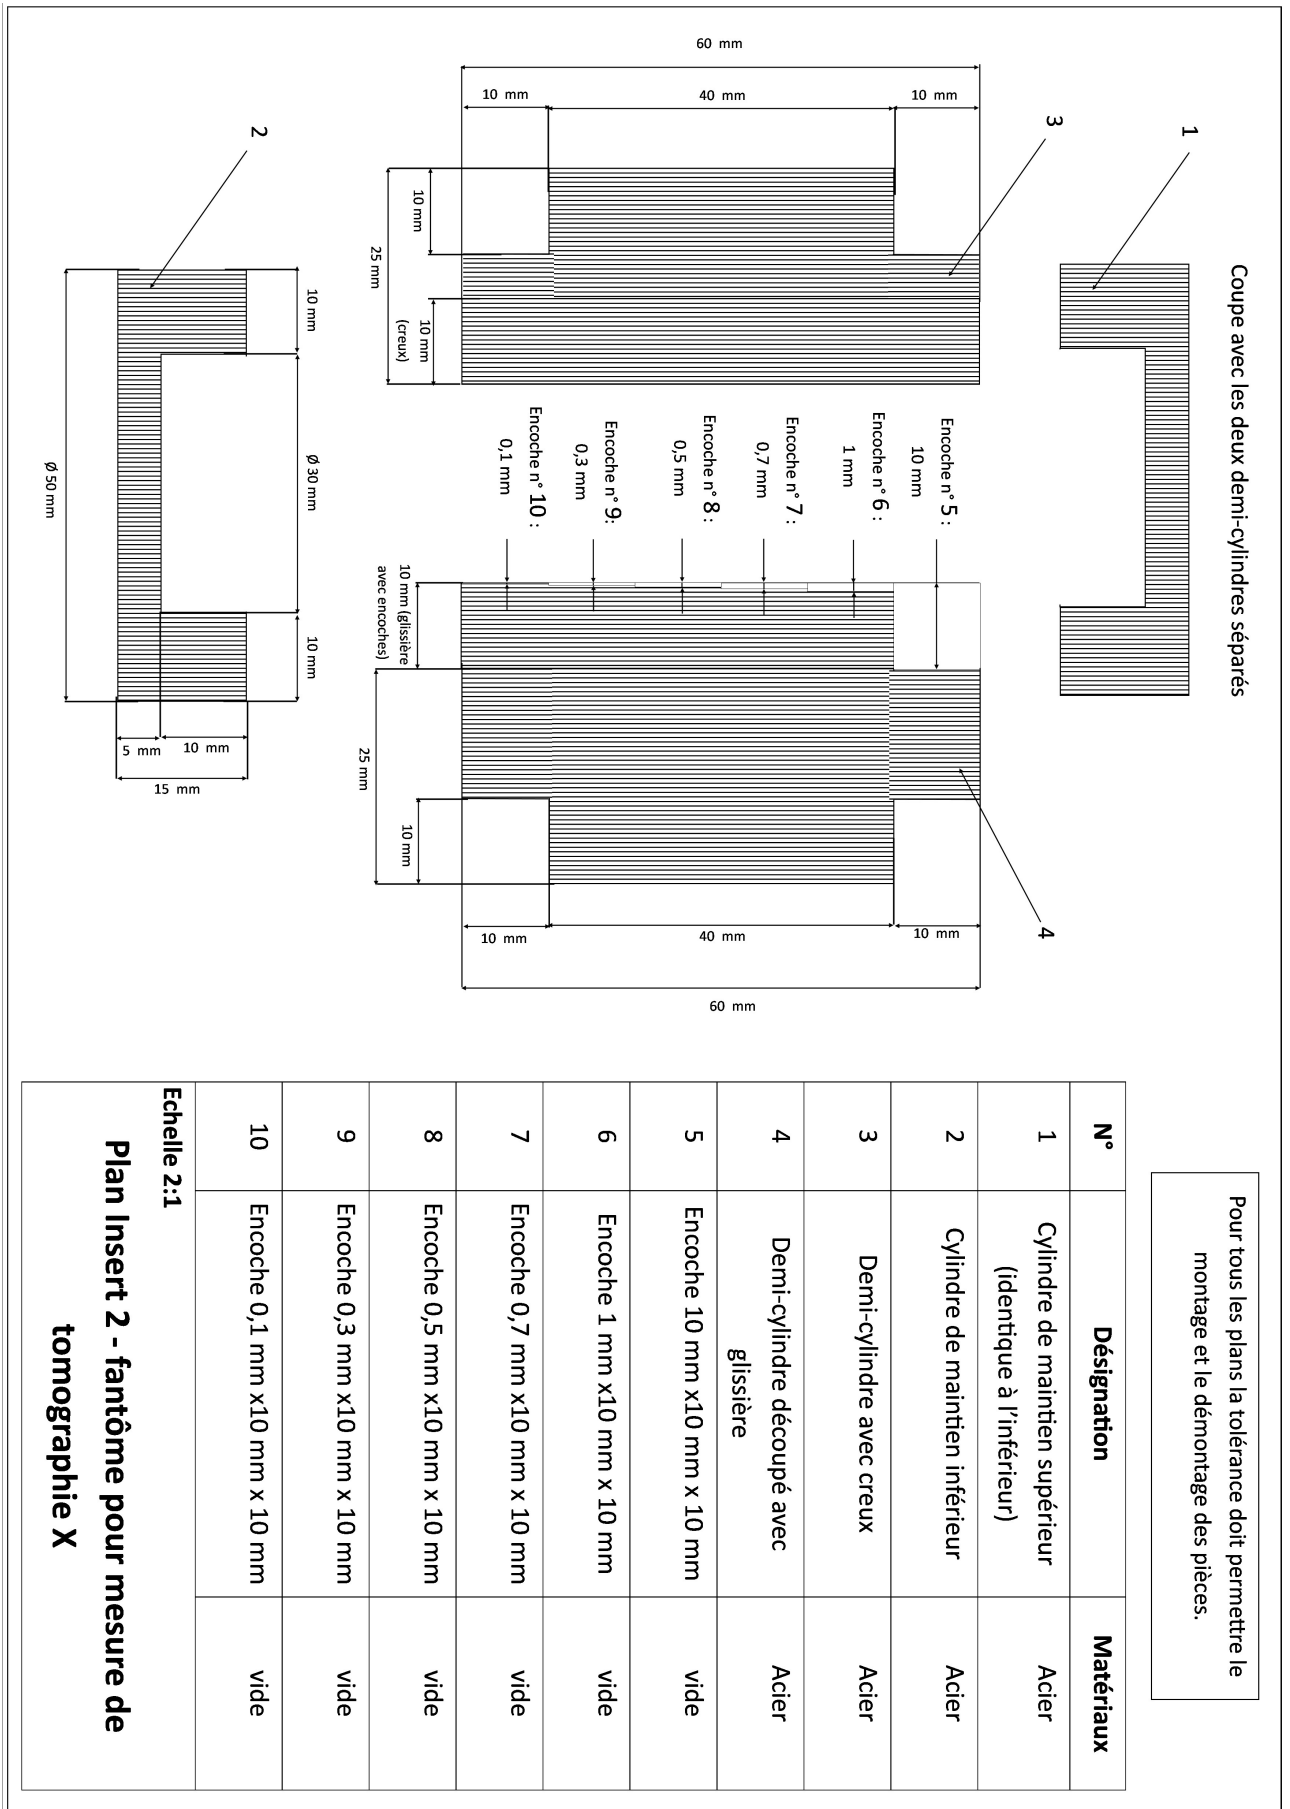 Coupe avec les deux demi-cylindres séparés
1
3
60 mm
10 mm
40 mm
10 mm
10 mm
25 mm
10 mm
(creux)
Encoche n° 5 :
10 mm
Encoche n° 6 :
1 mm
Encoche n° 7 :
0,7 mm
Encoche n° 8 :
0,5 mm
Encoche n° 9:
0,3 mm
Encoche n° 10 :
0,1 mm
10 mm (glissière
avec encoches)
25 mm
10 mm
4
10 mm
40 mm
10 mm
60 mm
2
10 mm
Ø 30 mm
10 mm
Ø 50 mm
5 mm
10 mm
15 mm
Pour tous les plans la tolérance doit permettre le
montage et le démontage des pièces.
N° Désignation Matériaux
1 Cylindre de maintien supérieur Acier
(identique à l'inférieur)
2 Cylindre de maintien inférieur Acier
3 Demi-cylindre avec creux Acier
4 Demi-cylindre découpé avec Acier
glissière
5 Encoche 10 mm x10 mm x 10 mm vide
6 Encoche 1 mm x10 mm x 10 mm vide
7 Encoche 0,7 mm x10 mm x 10 mm vide
8 Encoche 0,5 mm x10 mm x 10 mm vide
9 Encoche 0,3 mm x10 mm x 10 mm vide
10 Encoche 0,1 mm x10 mm x 10 mm vide
Echelle 2:1
Plan Insert 2 - fantôme pour mesure de
tomographie X